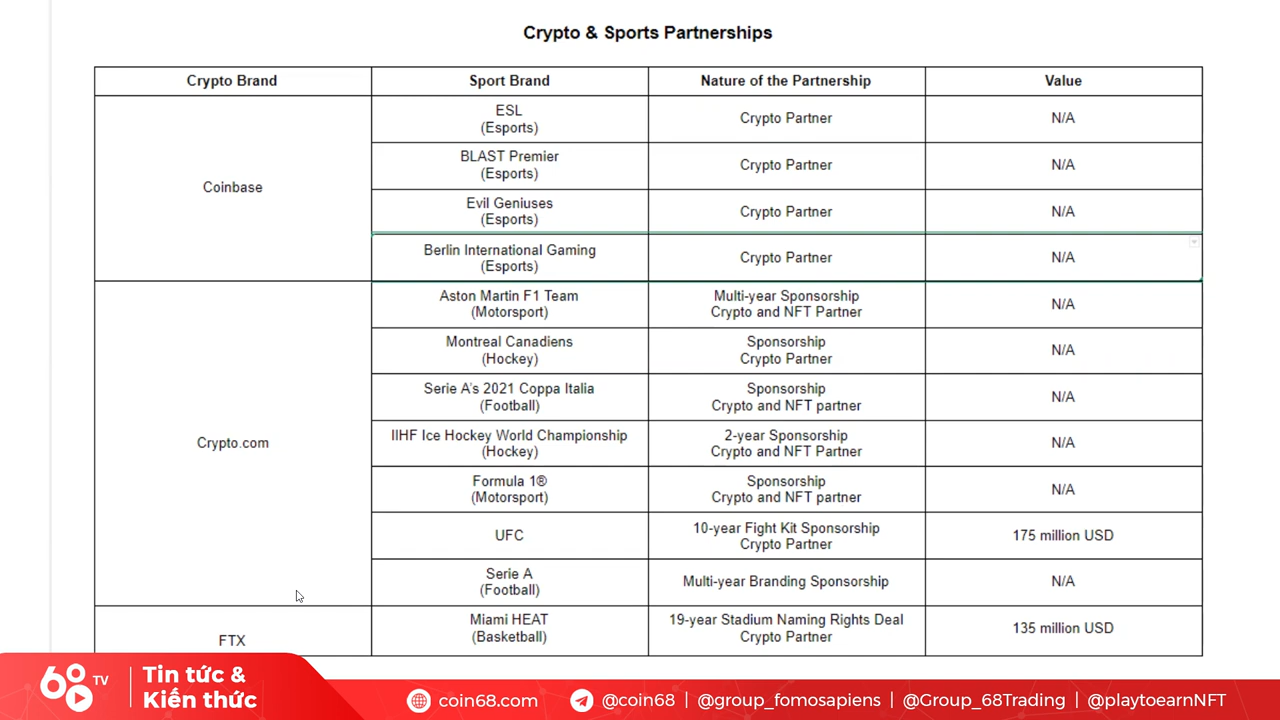 Crypto & Sports Partnerships
Crypto Brand Sport Brand Nature of the Partnership Value
Coinbase
ESL
(Esports)
Crypto Partner
N/A
BLAST Premier
(Esports)
Crypto Partner
N/A
Evil Geniuses
(Esports)
Crypto Partner
N/A
Berlin International Gaming
(Esports)
Crypto Partner
N/A
Crypto.com
Aston Martin F1 Team
(Motorsport)
Multi-year Sponsorship
Crypto and NFT Partner
N/A
Montreal Canadiens
(Hockey)
Sponsorship
Crypto Partner
N/A
Serie A's 2021 Coppa Italia
(Football)
Sponsorship
Crypto and NFT partner
N/A
IIHF Ice Hockey World Championship
(Hockey)
2-year Sponsorship
Crypto and NFT Partner
N/A
Formula 1®
(Motorsport)
Sponsorship
Crypto and NFT partner
N/A
UFC
10-year Fight Kit Sponsorship
Crypto Partner
175 million USD
Serie A
(Football)
Multi-year Branding Sponsorship
N/A
FTX
Miami HEAT
(Basketball)
19-year Stadium Naming Rights Deal
Crypto Partner
135 million USD
68 TV
Tin tức &
Kiến thức
coin68.com @coin68 | @group_fomosapiens | @Group_68Trading | @playtoearnNFT